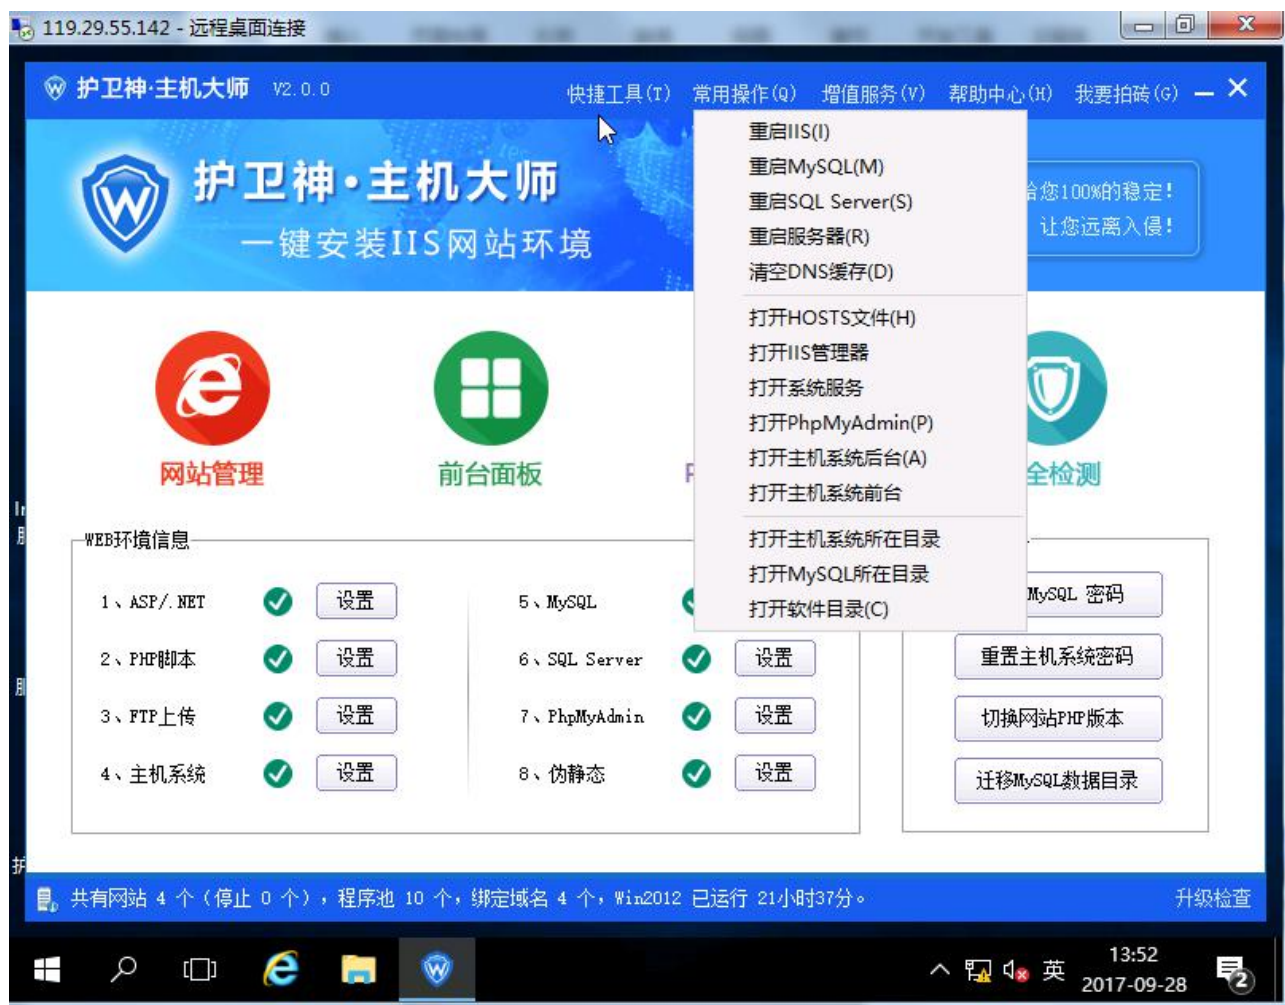 119.29.55.142 - 远程桌面连接
护卫神·主机大师 V2.0.0
快捷工具(T) 常用操作(Q) 增值服务(V) 帮助中心(H) 我要拍砖(G)
护卫神·主机大师
一键安装IIS网站环境
给您100%的稳定!
让您远离入侵!
重启IIS(I)
重启MySQL(M)
重启SQL Server(S)
重启服务器(R)
清空DNS缓存(D)
打开HOSTS文件(H)
打开IIS管理器
打开系统服务
打开PhpMyAdmin(P)
打开主机系统后台(A)
打开主机系统前台
打开主机系统所在目录
打开MySQL所在目录
打开软件目录(C)
网站管理
前台面板
全检测
WEB环境信息
1、ASP/.NET 设置
2、PHP脚本 设置
3、FTP上传 设置
4、主机系统 设置
5、MySQL
6、SQL Server 设置
7、PhpMyAdmin 设置
8、伪静态 设置
MySQL 密码
重置主机系统密码
切换网站PHP版本
迁移MySQL数据目录
共有网站 4 个（停止 0 个），程序池 10 个，绑定域名 4 个，Win2012 已运行 21小时37分。
升级检查
英
13:52
2017-09-28
2